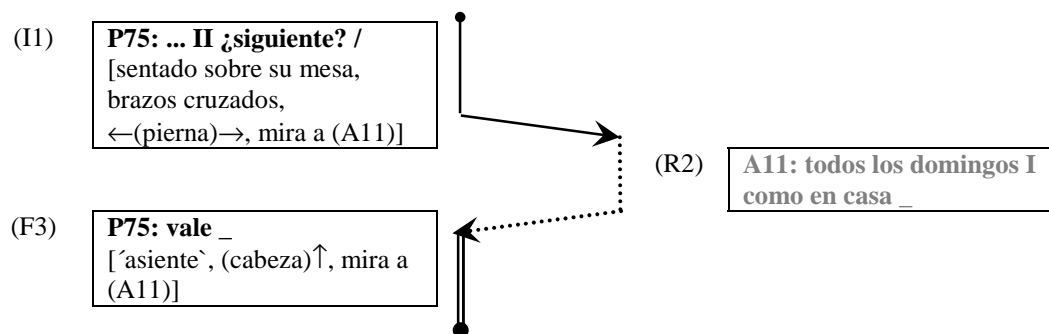 (I1)
P75: ... II ¿siguiente? /
[sentado sobre su mesa,
brazos cruzados,
←(pierna)→, mira a (A11)]
(R2)
A11: todos los domingos I
como en casa _
(F3)
P75: vale _
[´asiente`, (cabeza)↑, mira a
(A11)]